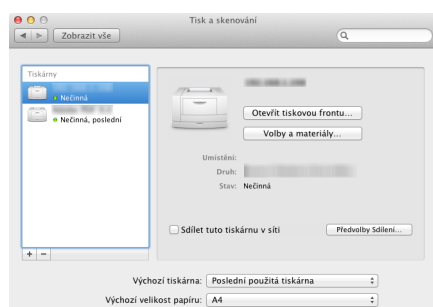 Tisk a skenování
Zobrazit vše
Tiskárny
Nečinná
Nečinná, poslední
Otevřít tiskovou frontu...
Volby a materiály...
Umístění:
Druh:
Stav: Nečinná
Sdílet tuto tiskárnu v síti
Předvolby Sdílení...
+ −
Výchozí tiskárna: Poslední použitá tiskárna
Výchozí velikost papíru: A4